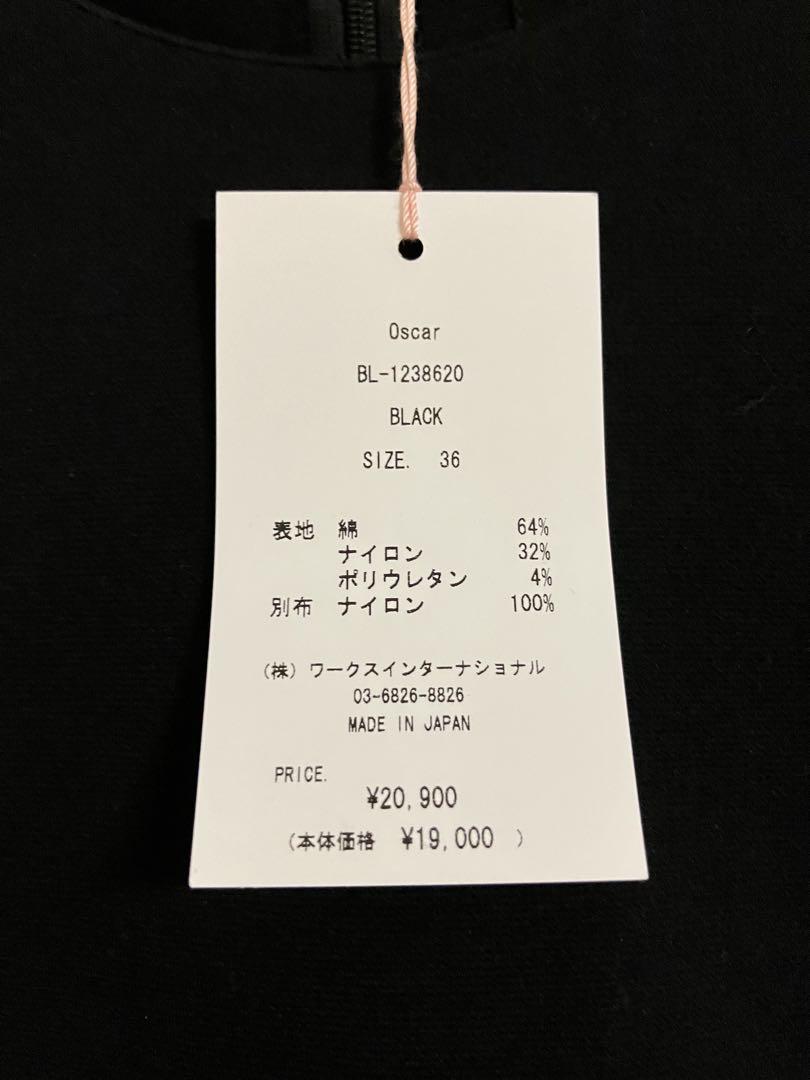 Oscar
BL-1238620
BLACK
SIZE. 36
表地 綿 64%
ナイロン 32%
ポリウレタン 4%
別布 ナイロン 100%
(株) ワークスインターナショナル
03-6826-8826
MADE IN JAPAN
PRICE.
¥20,900
(本体価格 ¥19,000 )